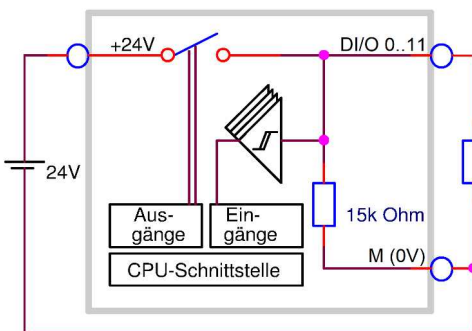 +24V
DI/O 0..11
24V
Aus-
gänge
Ein-
gänge
15k Ohm
CPU-Schnittstelle
M (0V)